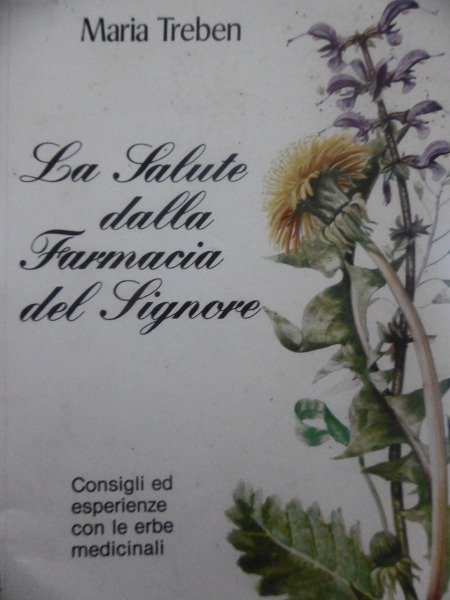 Maria Treben
La Salute
dalla
Farmacia
del Signore
Consigli ed
esperienze
con le erbe
medicinali